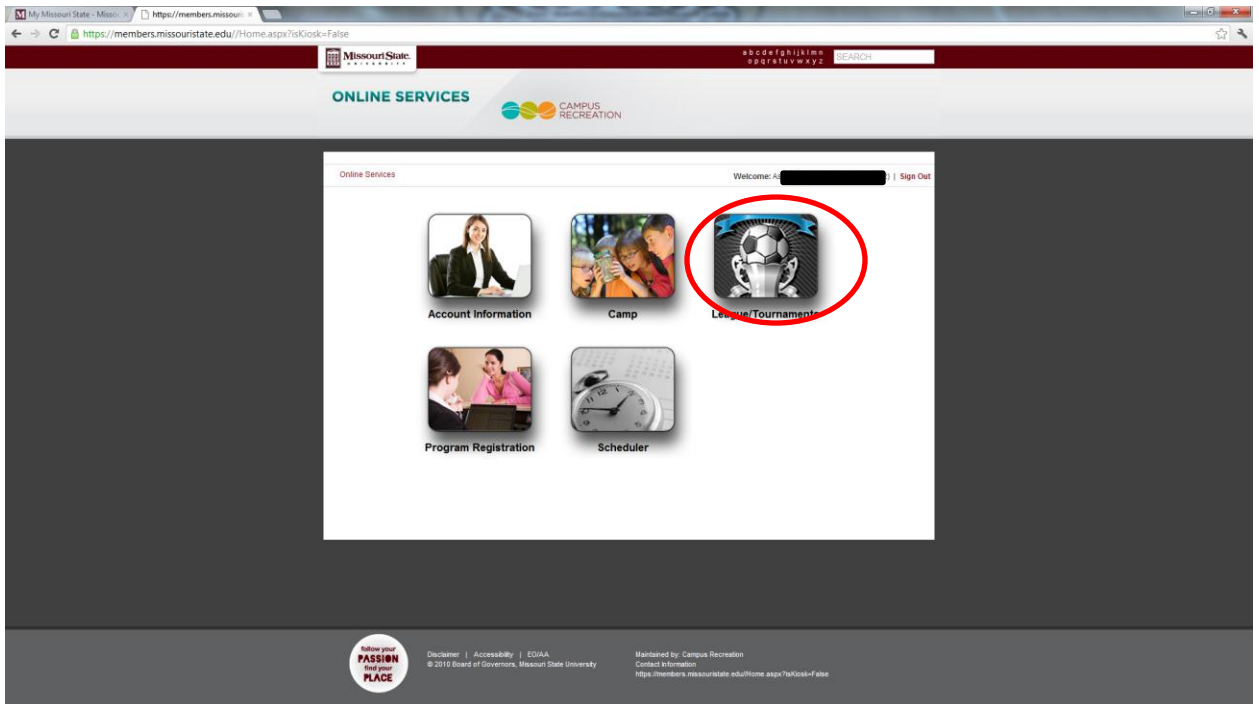 My Missouri State - Misso
https://members.missouri
https://members.missouristate.edu//Home.aspx?isKiosk=False
Missouri State
UNIVERSITY
a b c d e f g h i j k l m n
o p q r s t u v w x y z
SEARCH
ONLINE SERVICES
CAMPUS
RECREATION
Online Services
Welcome: As
) | Sign Out
Account Information
Camp
League/Tournaments
Program Registration
Scheduler
follow your
PASSION
find your
PLACE
Disclaimer | Accessibility | EO/AA
© 2010 Board of Governors, Missouri State University
Maintained by: Campus Recreation
Contact Information
https://members.missouristate.edu//Home.aspx?isKiosk=False